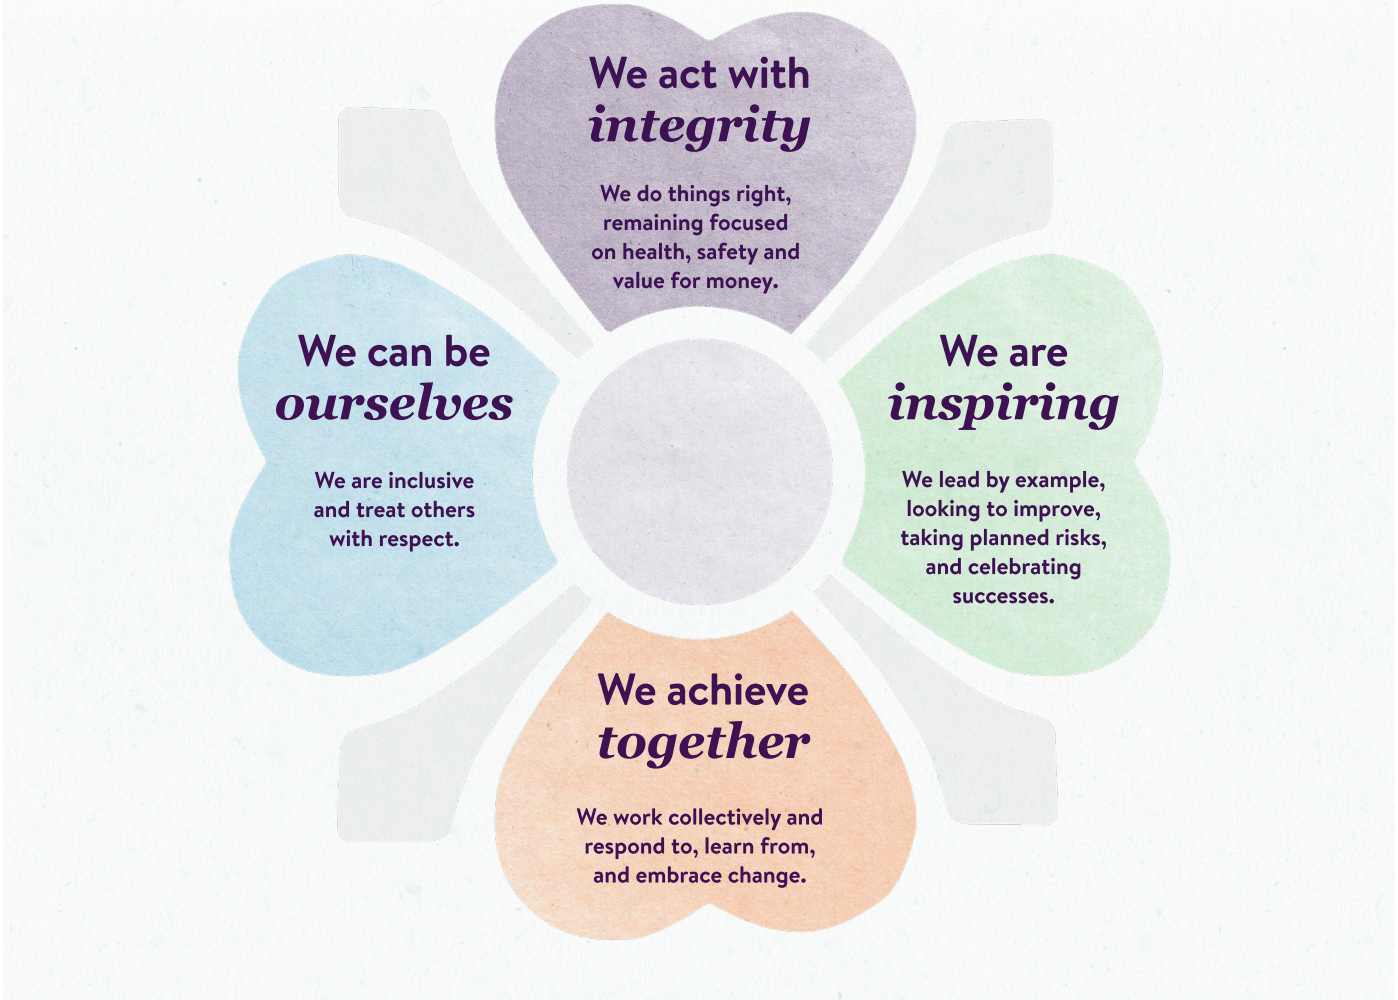 We act with
integrity
We do things right,
remaining focused
on health, safety and
value for money.
We can be
ourselves
We are inclusive
and treat others
with respect.
We are
inspiring
We lead by example,
looking to improve,
taking planned risks,
and celebrating
successes.
We achieve
together
We work collectively and
respond to, learn from,
and embrace change.